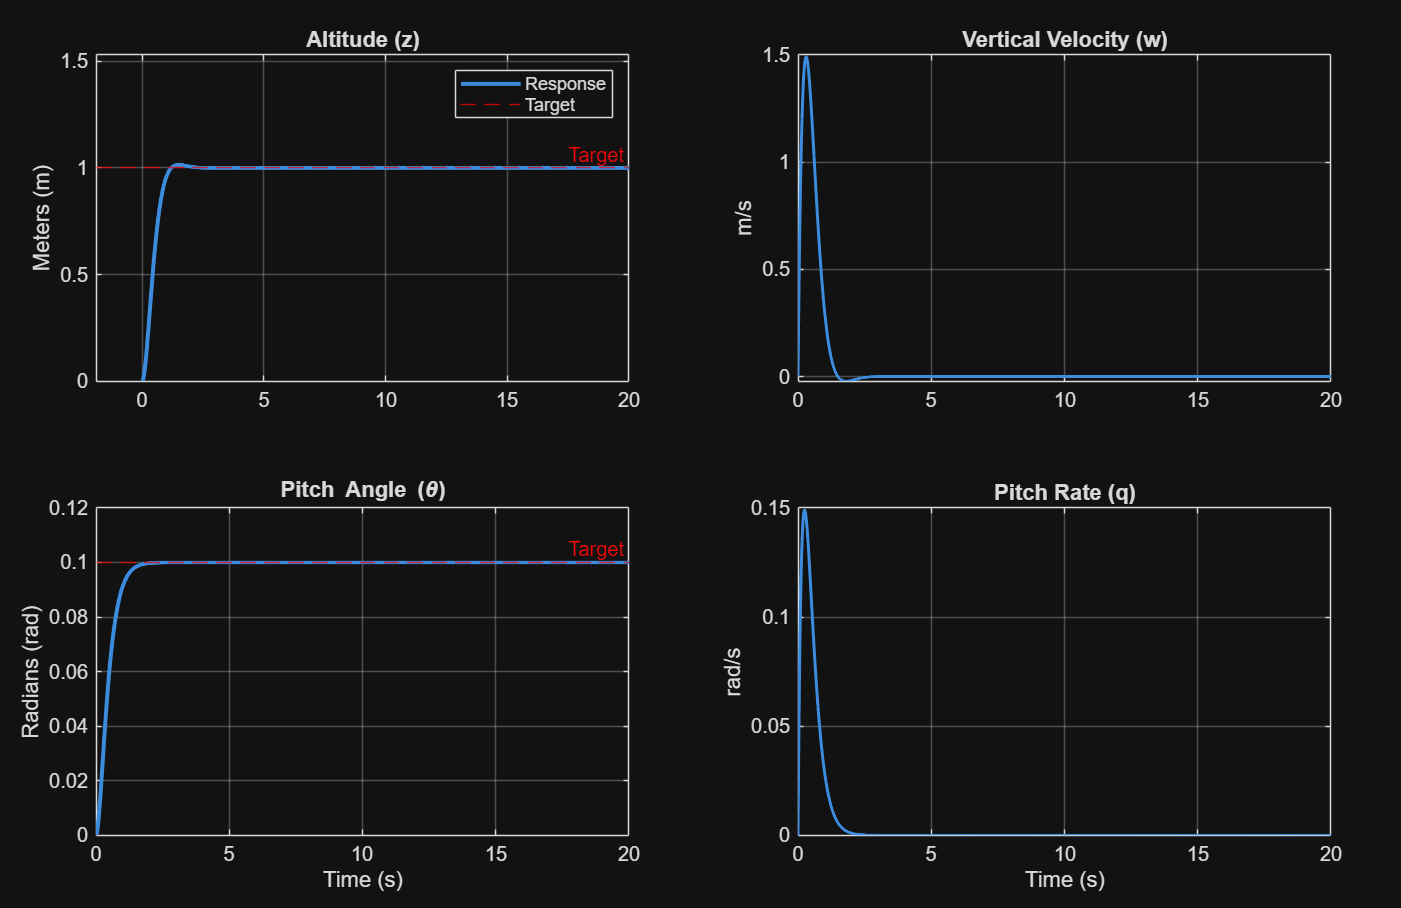 Altitude (z)
1.5
1
0.5
0
Meters (m)
Response
Target
Target
0
5
10
15
20
Vertical Velocity (w)
1.5
1
0.5
0
m/s
0
5
10
15
20
Pitch Angle (θ)
0.12
0.1
0.08
0.06
0.04
0.02
0
Radians (rad)
Target
0
5
10
15
20
Time (s)
Pitch Rate (q)
0.15
0.1
0.05
0
rad/s
0
5
10
15
20
Time (s)